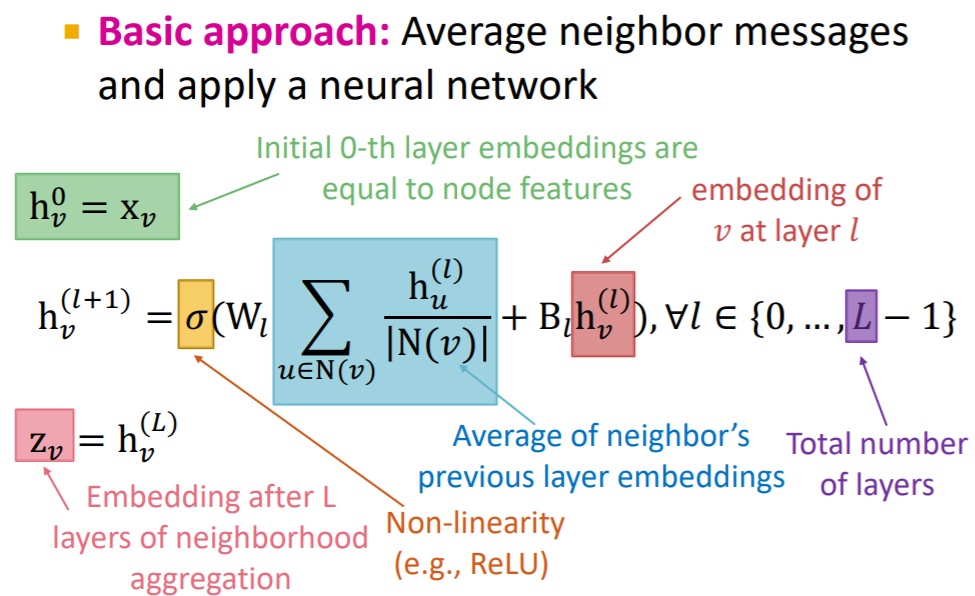 ▪ Basic approach: Average neighbor messages
and apply a neural network
Initial 0-th layer embeddings are
equal to node features
embedding of
v at layer l
h_v^0 = x_v
h_v^{(l+1)} = σ(W_l ∑_{u∈N(v)} h_u^{(l)} / |N(v)| + B_l h_v^{(l)}), ∀l ∈ {0, …, L − 1}
z_v = h_v^{(L)}
Average of neighbor's
previous layer embeddings
Total number
of layers
Embedding after L
layers of neighborhood
aggregation
Non-linearity
(e.g., ReLU)